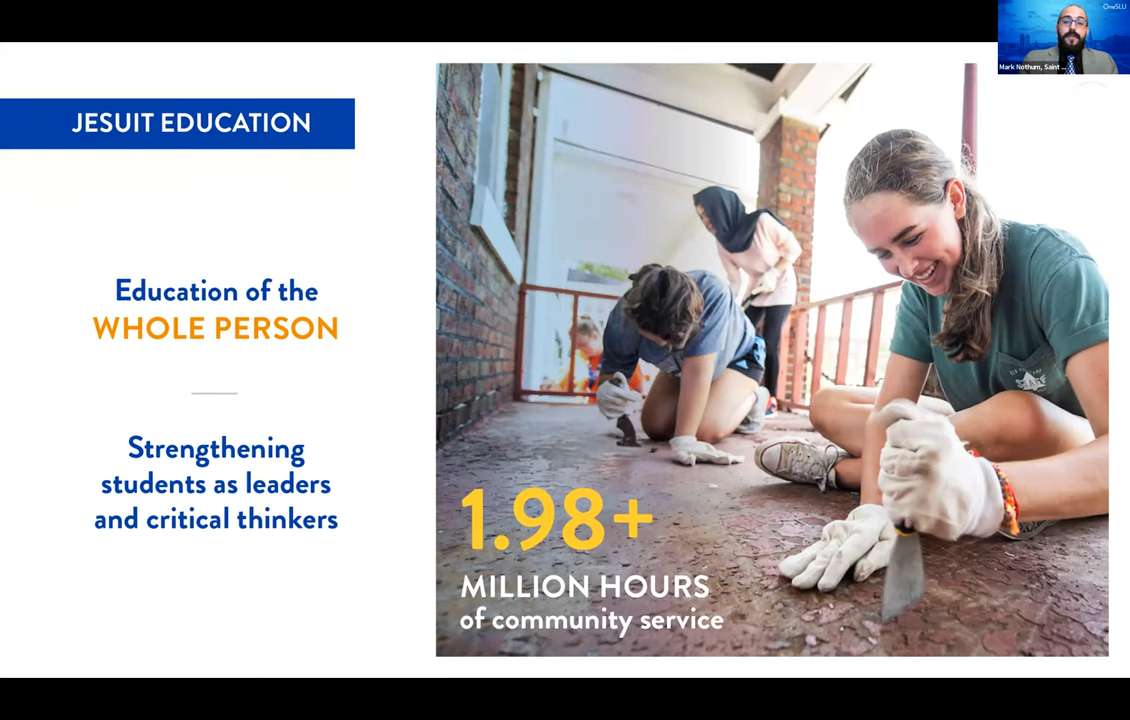 OneSLU
Mark Nothum, Saint ...
JESUIT EDUCATION
Education of the
WHOLE PERSON
Strengthening
students as leaders
and critical thinkers
1.98+
MILLION HOURS
of community service